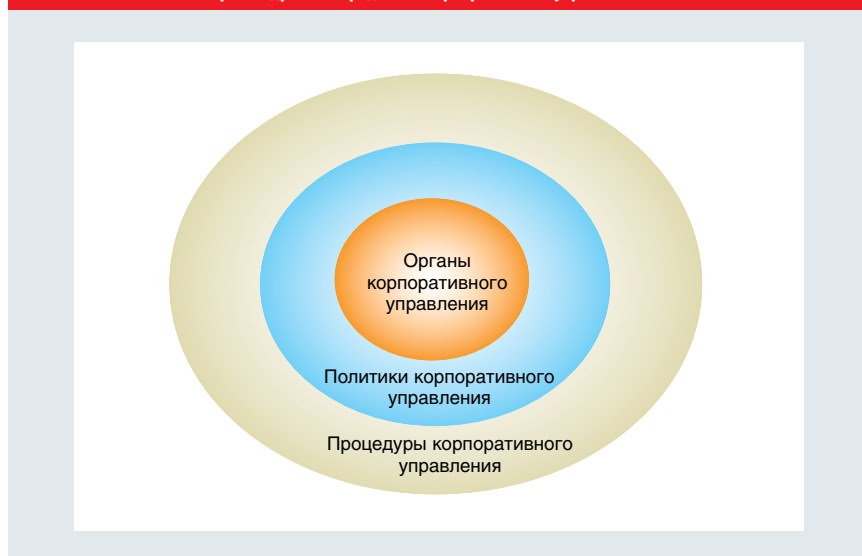 Органы
корпоративного
управления
Политики корпоративного
управления
Процедуры корпоративного
управления